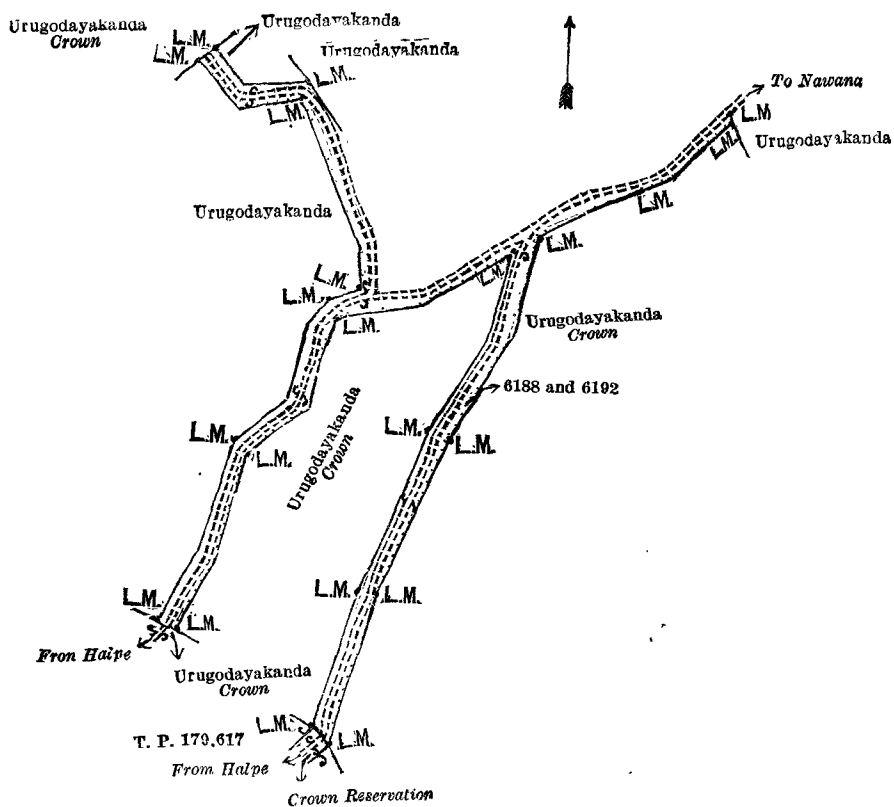 Urugodayakanda
Crown
L.M.
L.M.
Urugodayakanda
Urugodayakanda
L.M.
L.M.
To Nawana
L.M
L.M.
Urugodayakanda
L.M.
Urugodayakanda
L.M.
L.M.
L.M.
L.M.
L.M.
L.M.
Urugodayakanda
Crown
6188 and 6192
Urugodayakanda
Crown
L.M.
L.M.
L.M.
L.M.
L.M.
L.M.
L.M.
L.M.
Fron Halpe
Urugodayakanda
Crown
L.M.
L.M.
T. P. 179,617
From Halpe
Crown Reservation